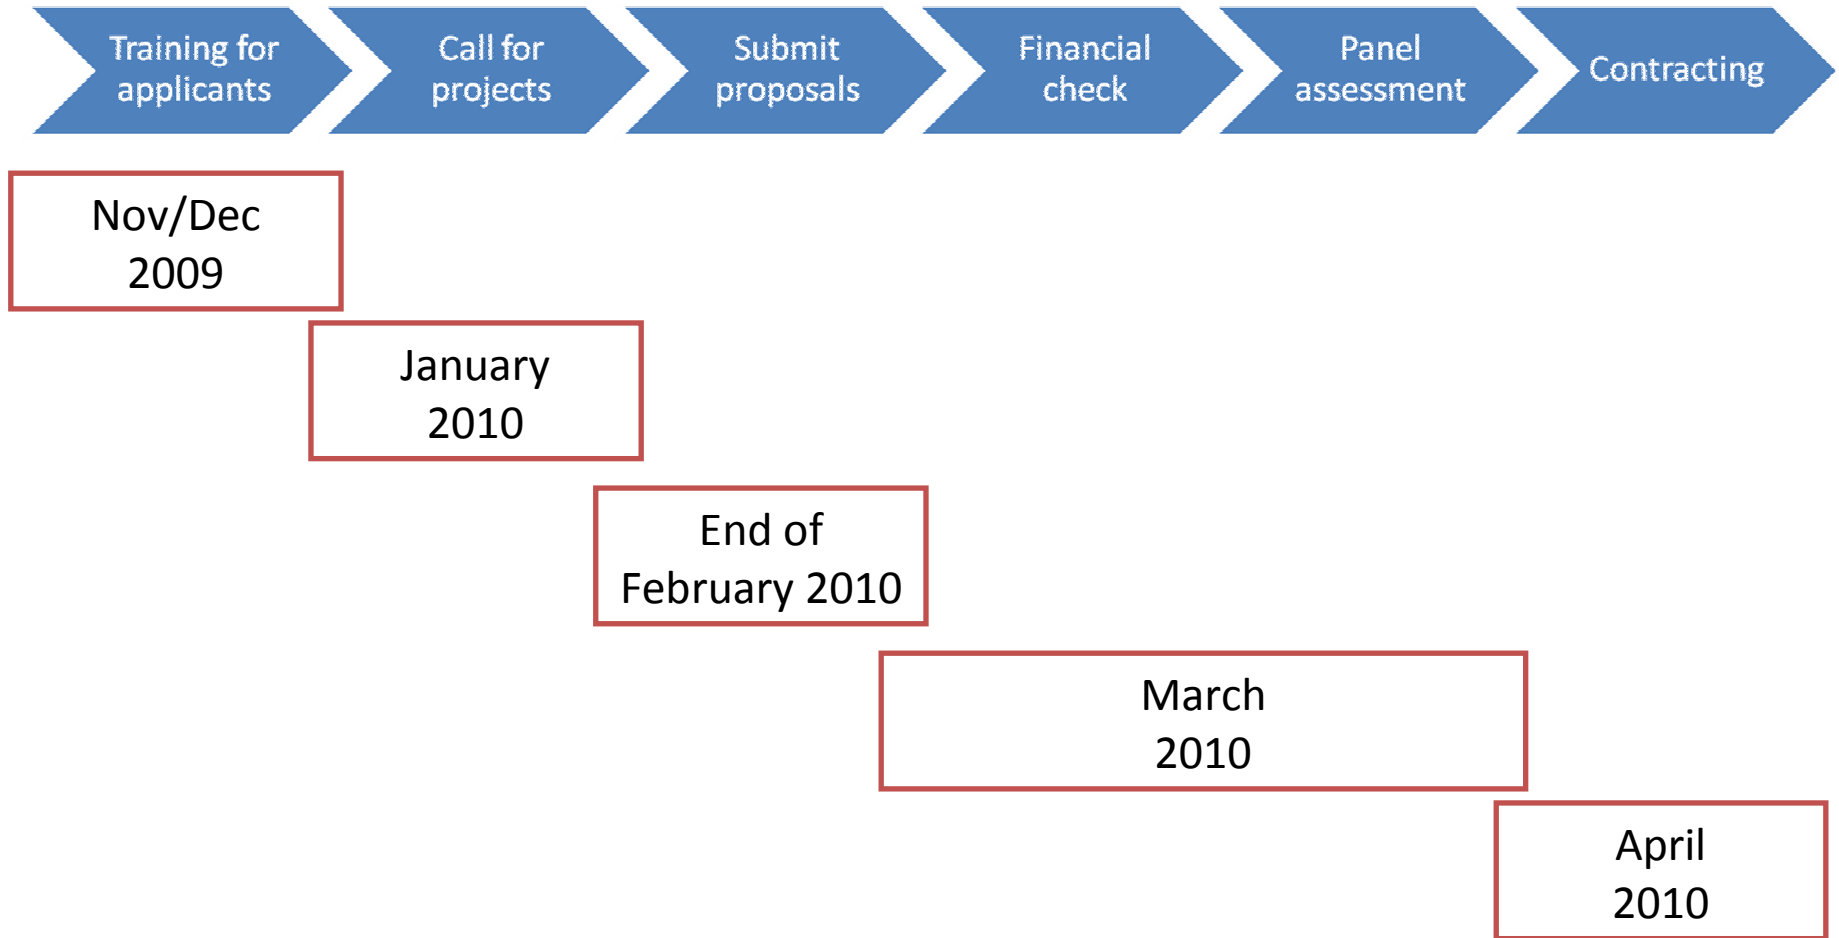 Training for
applicants
Call for
projects
Submit
proposals
Financial
check
Panel
assessment
Contracting
Nov/Dec
2009
January
2010
End of
February 2010
March
2010
April
2010